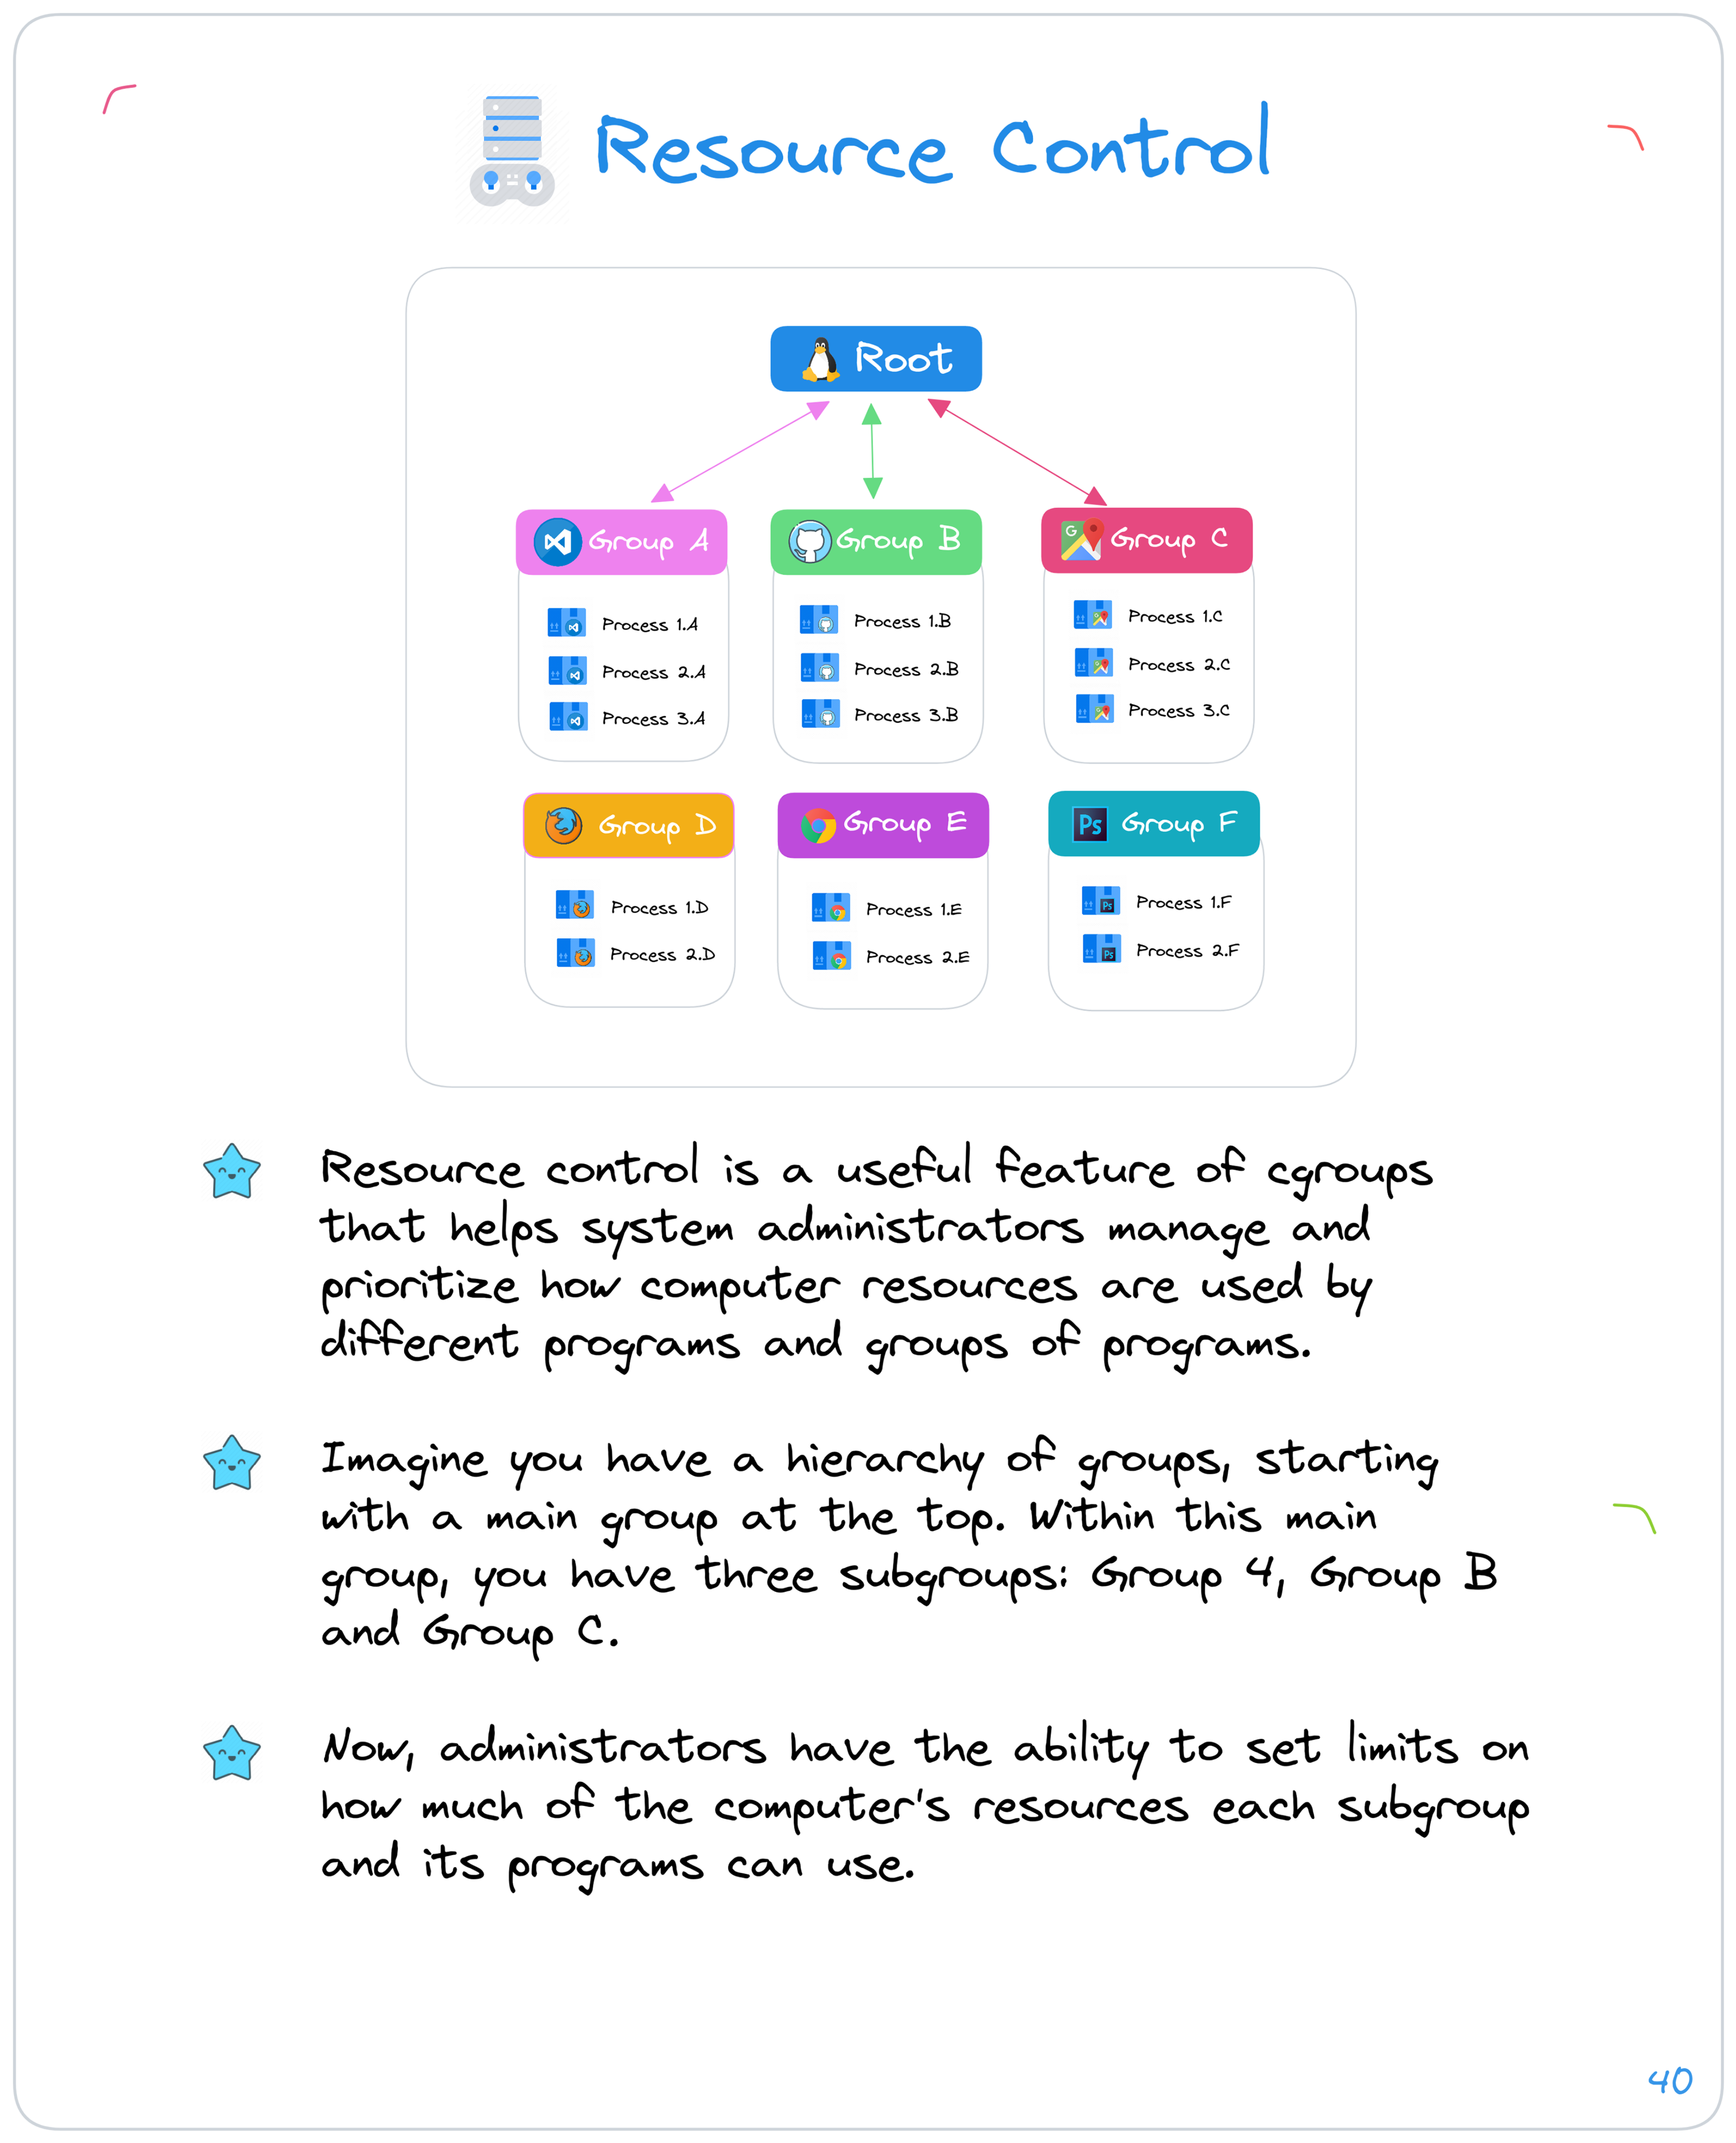 Resource Control
Root
Group A
Group B
Group C
Process 1.A
Process 2.A
Process 3.A
Process 1.B
Process 2.B
Process 3.B
Process 1.C
Process 2.C
Process 3.C
Group D
Group E
Ps
Group F
Process 1.D
Process 2.D
Process 1.E
Process 2.E
Ps
Process 1.F
Ps
Process 2.F
Resource control is a useful feature of cgroups
that helps system administrators manage and
prioritize how computer resources are used by
different programs and groups of programs.
Imagine you have a hierarchy of groups, starting
with a main group at the top. Within this main
group, you have three subgroups: Group 4, Group B
and Group C.
Now, administrators have the ability to set limits on
how much of the computer's resources each subgroup
and its programs can use.
40